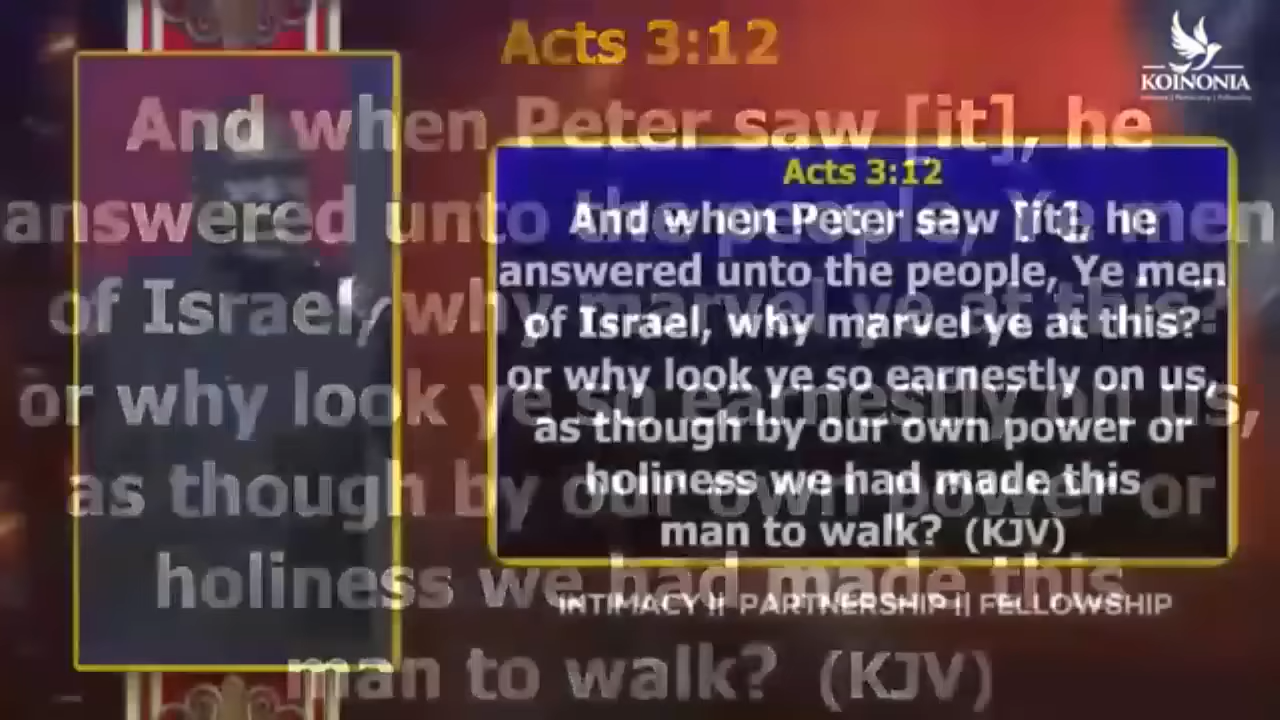 Acts 3:12
And when Peter saw [it], he
answered unto the people, Ye men
of Israel, why marvel ye at this?
or why look ye so earnestly on us,
as though by our own power or
holiness we had made this
man to walk? (KJV)
KOINONIA
Acts 3:12
And when Peter saw [it], he
answered unto the people, Ye men
of Israel, why marvel ye at this?
or why look ye so earnestly on us,
as though by our own power or
holiness we had made this
man to walk? (KJV)
INTIMACY || PARTNERSHIP || FELLOWSHIP